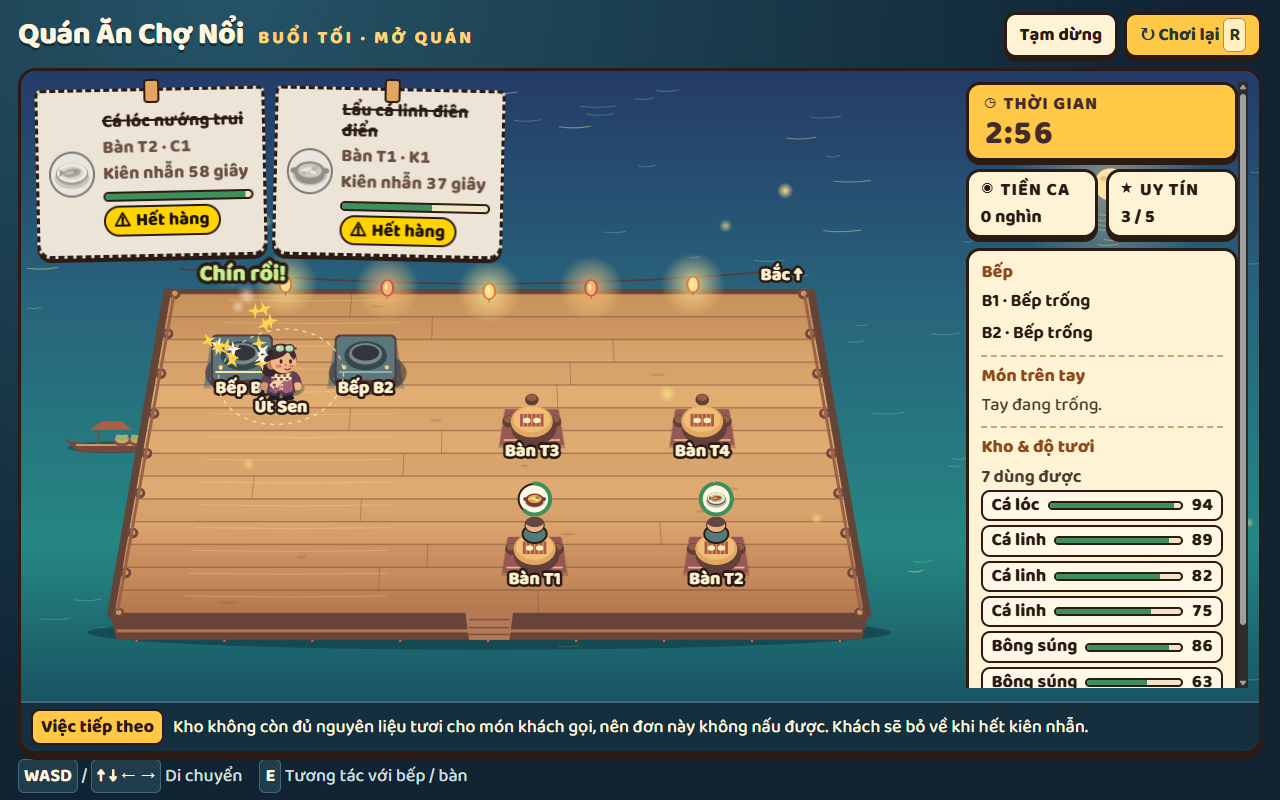 Quán Ăn Chợ Nổi
BUỔI TỐI · MỞ QUÁN
Tạm dừng
↻ Chơi lại R
Cá lóc nướng trui
Bàn T2 · C1
Kiên nhẫn 58 giây
⚠ Hết hàng
Lẩu cá linh điên
điển
Bàn T1 · K1
Kiên nhẫn 37 giây
⚠ Hết hàng
Chín rồi!
Bắc ↑
Bếp B
Bếp B2
Út Sen
Bàn T3
Bàn T4
Bàn T1
Bàn T2
THỜI GIAN
2:56
TIỀN CA
0 nghìn
★ UY TÍN
3 / 5
Bếp
B1 · Bếp trống
B2 · Bếp trống
Món trên tay
Tay đang trống.
Kho & độ tươi
7 dùng được
Cá lóc 94
Cá linh 89
Cá linh 82
Cá linh 75
Bông súng 86
Bông súng 63
Việc tiếp theo
Kho không còn đủ nguyên liệu tươi cho món khách gọi, nên đơn này không nấu được. Khách sẽ bỏ về khi hết kiên nhẫn.
WASD / ↑↓←→ Di chuyển E Tương tác với bếp / bàn